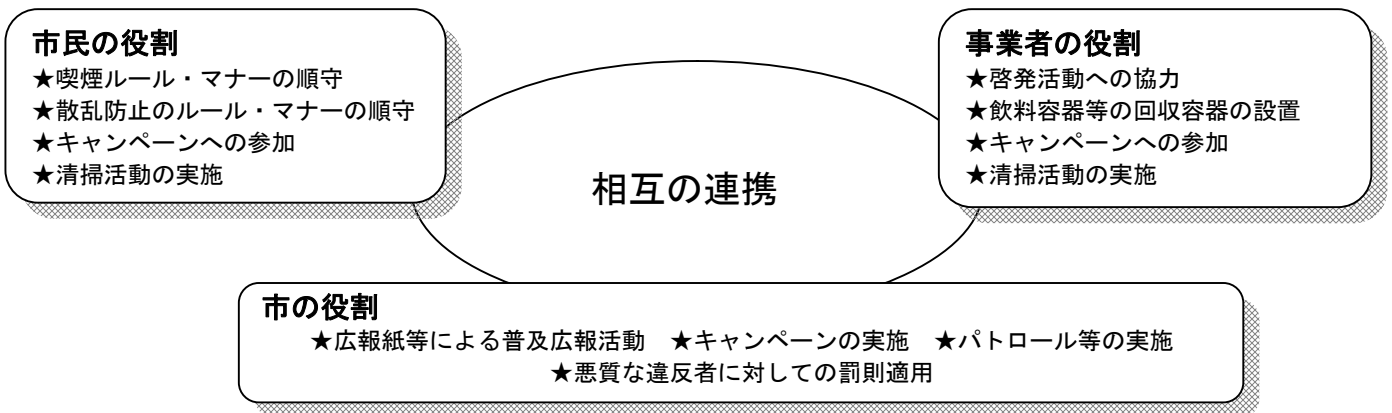 市民の役割
★喫煙ルール・マナーの順守
★散乱防止のルール・マナーの順守
★キャンペーンへの参加
★清掃活動の実施
事業者の役割
★啓発活動への協力
★飲料容器等の回収容器の設置
★キャンペーンへの参加
★清掃活動の実施
相互の連携
市の役割
★広報紙等による普及広報活動　★キャンペーンの実施　★パトロール等の実施
★悪質な違反者に対しての罰則適用